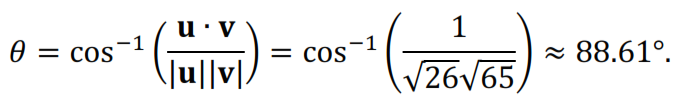 θ = cos⁻¹(u · v / |u||v|) = cos⁻¹(1 / √26√65) ≈ 88.61°.